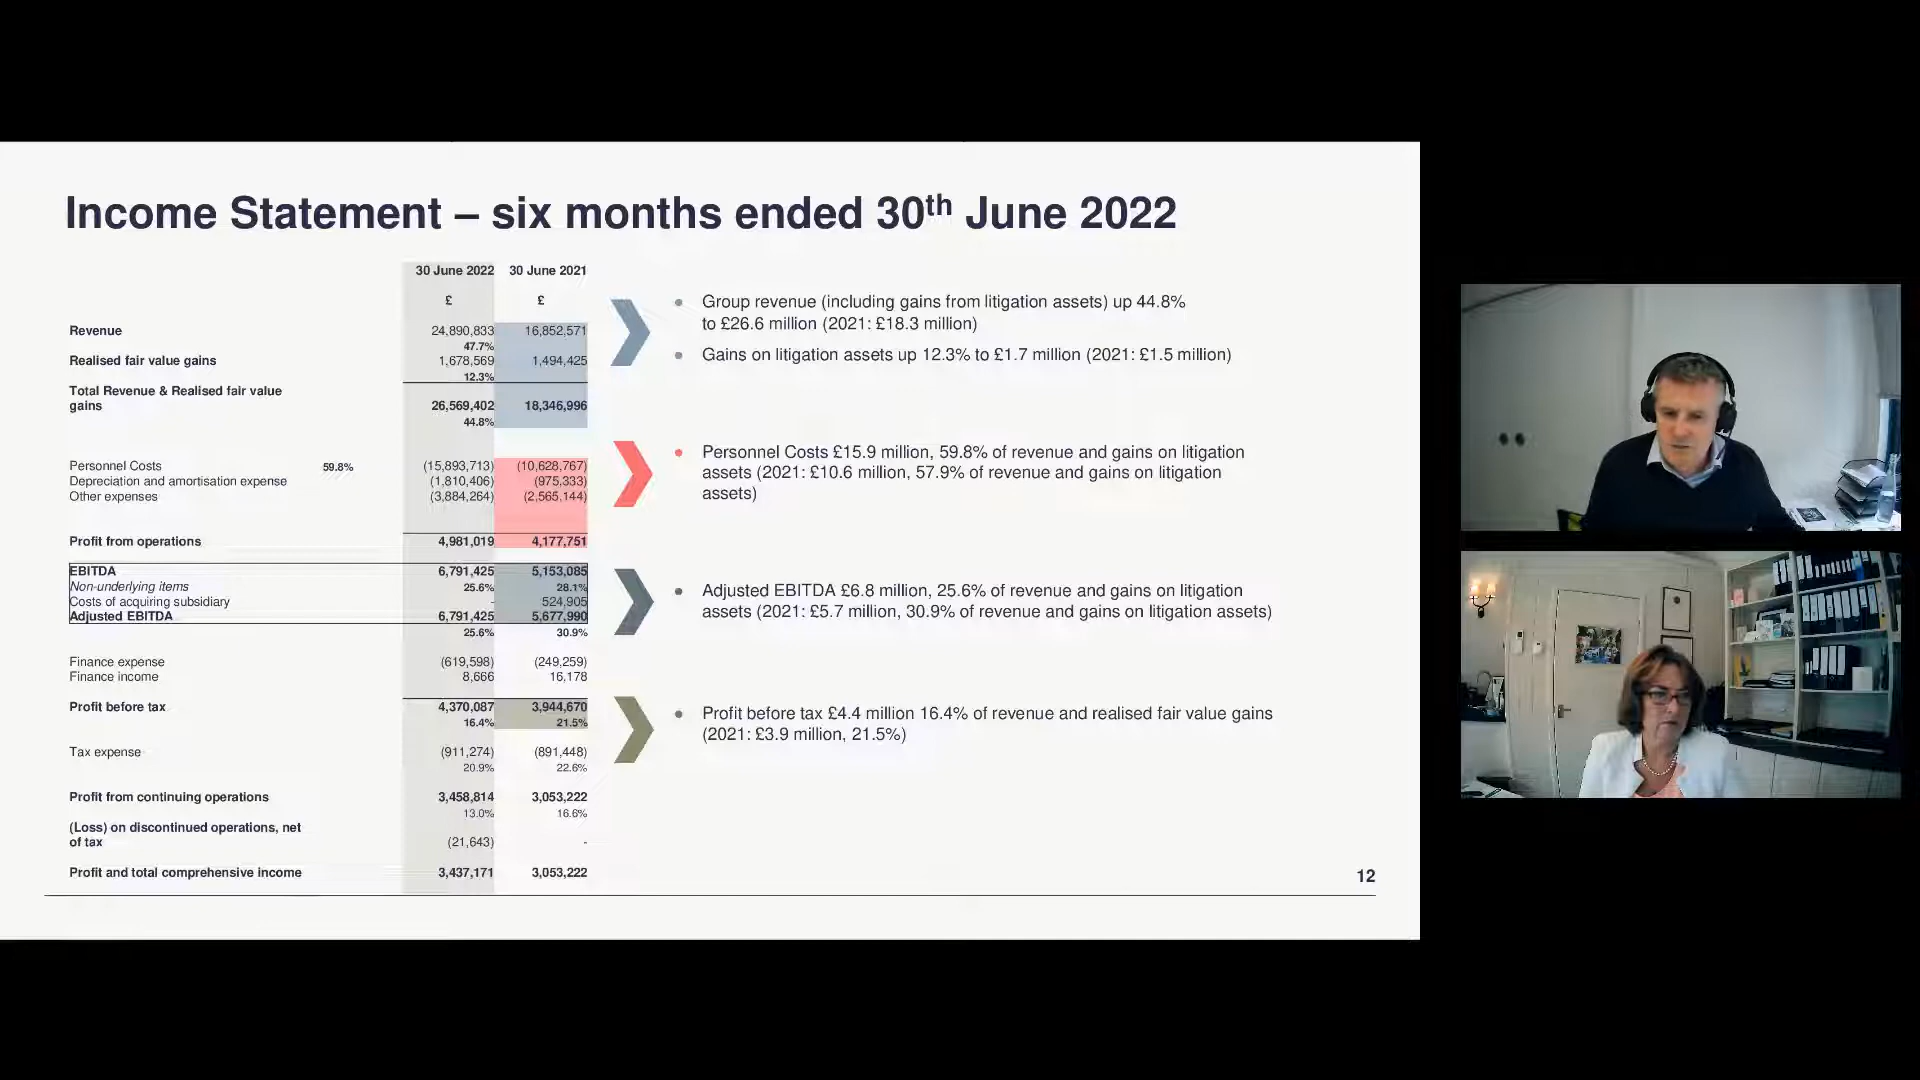 Income Statement – six months ended 30th June 2022
30 June 2022 30 June 2021
£ £
Revenue 24,890,833 16,852,571
47.7%
Realised fair value gains 1,678,569 1,494,425
12.3%
Total Revenue & Realised fair value
gains 26,569,402 18,346,996
44.8%
Personnel Costs 59.8% (15,893,713) (10,628,767)
Depreciation and amortisation expense (1,810,406) (975,333)
Other expenses (3,884,264) (2,565,144)
Profit from operations 4,981,019 4,177,751
EBITDA 6,791,425 5,153,085
Non-underlying items 25.6% 28.1%
Costs of acquiring subsidiary - 524,905
Adjusted EBITDA 6,791,425 5,677,990
25.6% 30.9%
Finance expense (619,598) (249,259)
Finance income 8,666 16,178
Profit before tax 4,370,087 3,944,670
16.4% 21.5%
Tax expense (911,274) (891,448)
20.9% 22.6%
Profit from continuing operations 3,458,814 3,053,222
13.0% 16.6%
(Loss) on discontinued operations, net
of tax (21,643) -
Profit and total comprehensive income 3,437,171 3,053,222
• Group revenue (including gains from litigation assets) up 44.8%
to £26.6 million (2021: £18.3 million)
• Gains on litigation assets up 12.3% to £1.7 million (2021: £1.5 million)
• Personnel Costs £15.9 million, 59.8% of revenue and gains on litigation
assets (2021: £10.6 million, 57.9% of revenue and gains on litigation
assets)
• Adjusted EBITDA £6.8 million, 25.6% of revenue and gains on litigation
assets (2021: £5.7 million, 30.9% of revenue and gains on litigation assets)
• Profit before tax £4.4 million 16.4% of revenue and realised fair value gains
(2021: £3.9 million, 21.5%)
12